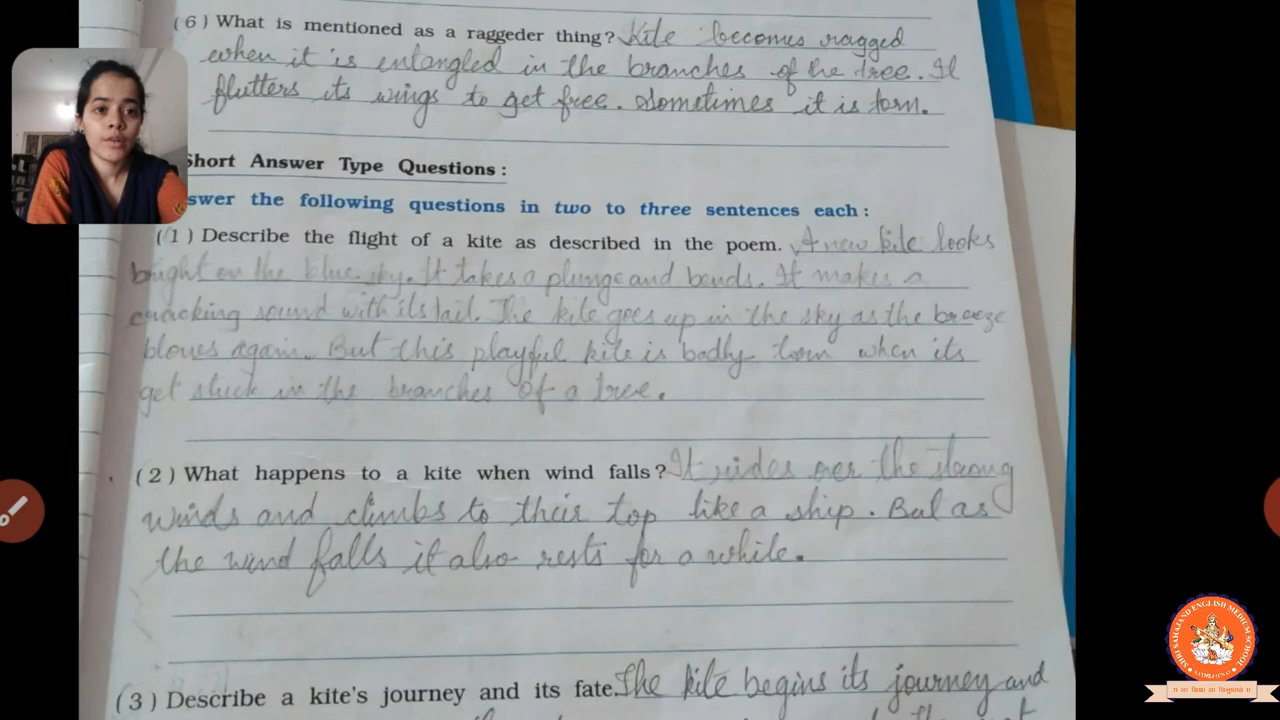 (6) What is mentioned as a raggeder thing? Kite becomes ragged
when it is entangled in the branches of the tree. It
flutters its wings to get free. Sometimes it is torn.
Short Answer Type Questions :
swer the following questions in two to three sentences each :
(1) Describe the flight of a kite as described in the poem. A new kite looks
bright on the blue sky. It takes a plunge and bends. It makes a
cracking sound with its tail. The kite goes up in the sky as the breeze
blows again. But this playful kite is badly torn when its
get stuck in the branches of a tree.
(2) What happens to a kite when wind falls? It rides over the strong
winds and climbs to their top like a ship. But as
the wind falls it also rests for a while.
(3) Describe a kite's journey and its fate. The kite begins its journey and
SHRI SAHAJANAND ENGLISH MEDIUM SCHOOL